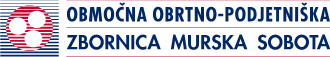 OBMOČNA OBRTNO-PODJETNIŠKA
ZBORNICA MURSKA SOBOTA